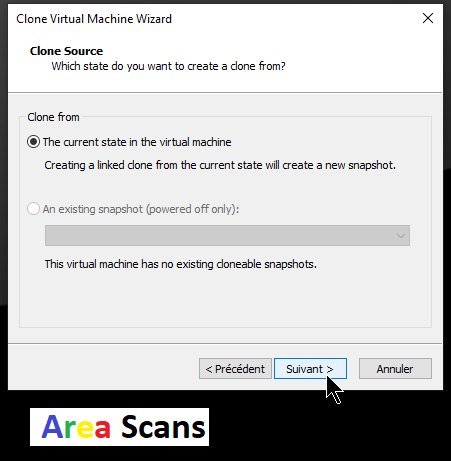 Clone Virtual Machine Wizard
Clone Source
Which state do you want to create a clone from?
Clone from
The current state in the virtual machine
Creating a linked clone from the current state will create a new snapshot.
An existing snapshot (powered off only):
This virtual machine has no existing cloneable snapshots.
< Précédent Suivant > Annuler
Area Scans